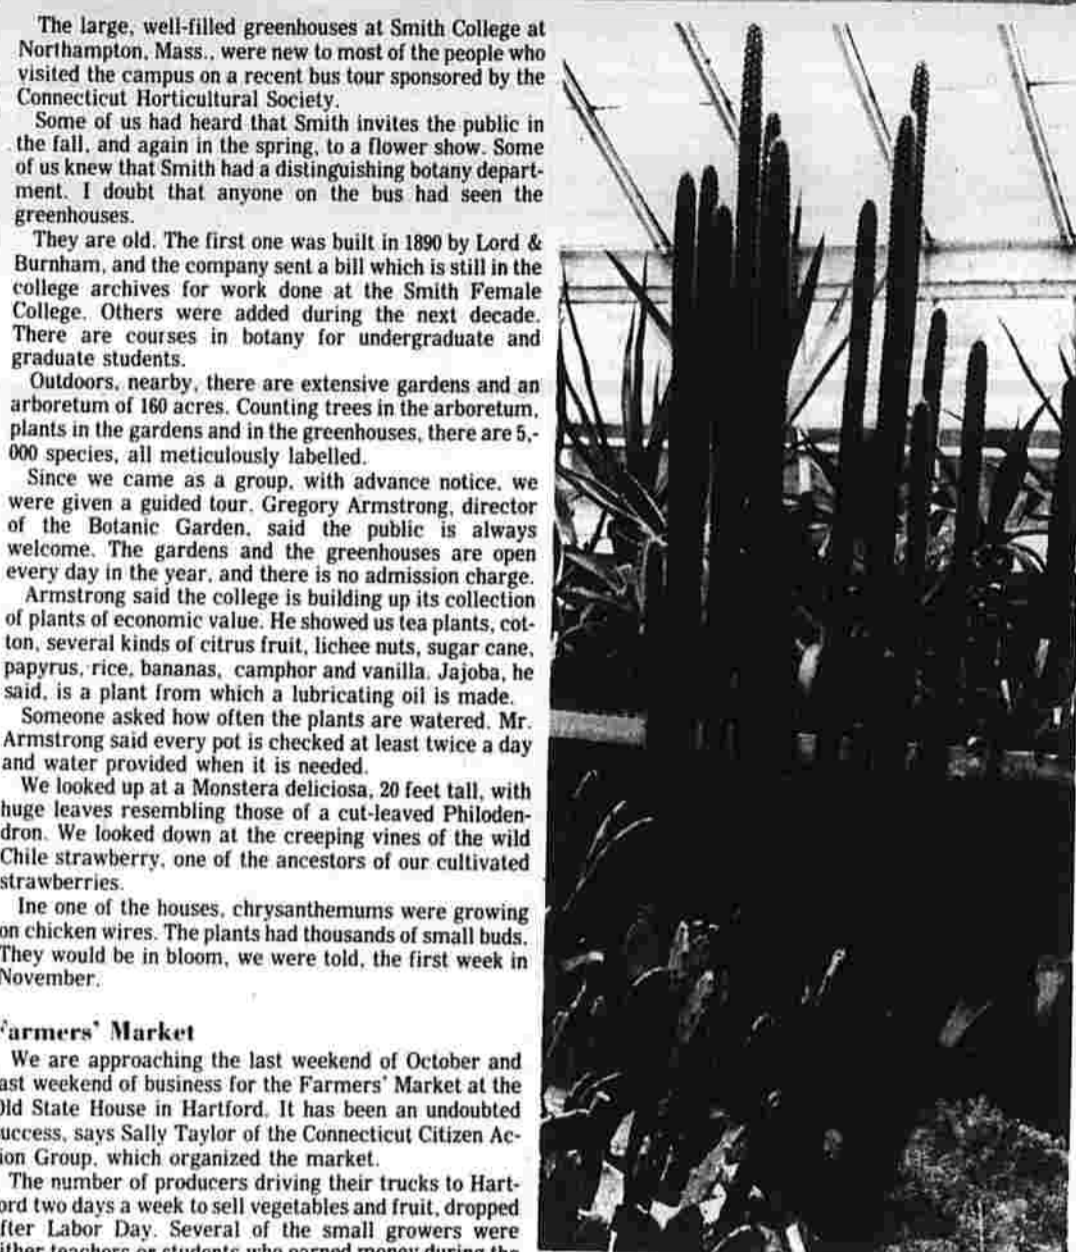 The large, well-filled greenhouses at Smith College at
Northampton, Mass., were new to most of the people who
visited the campus on a recent bus tour sponsored by the
Connecticut Horticultural Society.
Some of us had heard that Smith invites the public in
the fall, and again in the spring, to a flower show. Some
of us knew that Smith had a distinguishing botany depart-
ment. I doubt that anyone on the bus had seen the
greenhouses.
They are old. The first one was built in 1890 by Lord &
Burnham, and the company sent a bill which is still in the
college archives for work done at the Smith Female
College. Others were added during the next decade.
There are courses in botany for undergraduate and
graduate students.
Outdoors, nearby, there are extensive gardens and an
arboretum of 160 acres. Counting trees in the arboretum,
plants in the gardens and in the greenhouses, there are 5,-
000 species, all meticulously labelled.
Since we came as a group, with advance notice, we
were given a guided tour. Gregory Armstrong, director
of the Botanic Garden, said the public is always
welcome. The gardens and the greenhouses are open
every day in the year, and there is no admission charge.
Armstrong said the college is building up its collection
of plants of economic value. He showed us tea plants, cot-
ton, several kinds of citrus fruit, lichee nuts, sugar cane,
papyrus, rice, bananas, camphor and vanilla. Jajoba, he
said, is a plant from which a lubricating oil is made.
Someone asked how often the plants are watered. Mr.
Armstrong said every pot is checked at least twice a day
and water provided when it is needed.
We looked up at a Monstera deliciosa, 20 feet tall, with
huge leaves resembling those of a cut-leaved Philoden-
dron. We looked down at the creeping vines of the wild
Chile strawberry, one of the ancestors of our cultivated
strawberries.
Ine one of the houses, chrysanthemums were growing
on chicken wires. The plants had thousands of small buds.
They would be in bloom, we were told, the first week in
November.
armers' Market
We are approaching the last weekend of October and
ast weekend of business for the Farmers' Market at the
ld State House in Hartford. It has been an undoubted
uccess, says Sally Taylor of the Connecticut Citizen Ac-
ion Group, which organized the market.
The number of producers driving their trucks to Hart-
ord two days a week to sell vegetables and fruit, dropped
fter Labor Day. Several of the small growers were
ither teachers or students who earned money during the